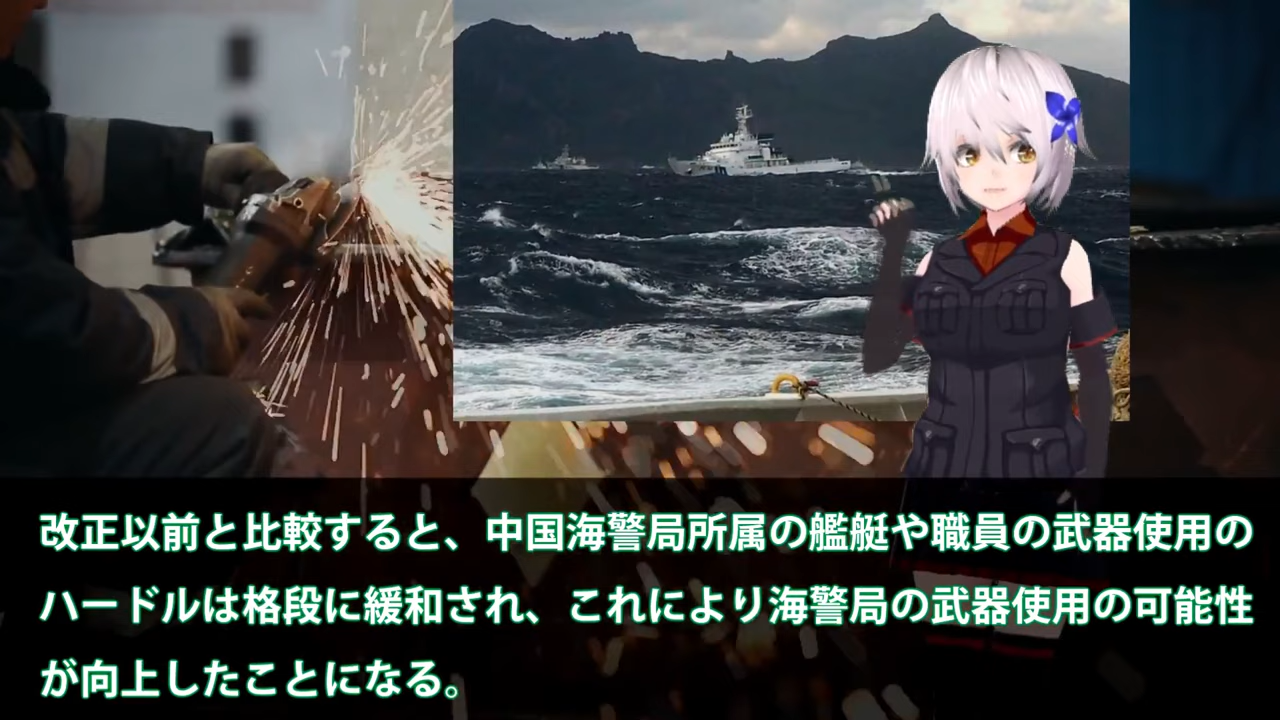 改正以前と比較すると、中国海警局所属の艦艇や職員の武器使用の
ハードルは格段に緩和され、これにより海警局の武器使用の可能性
が向上したことになる。